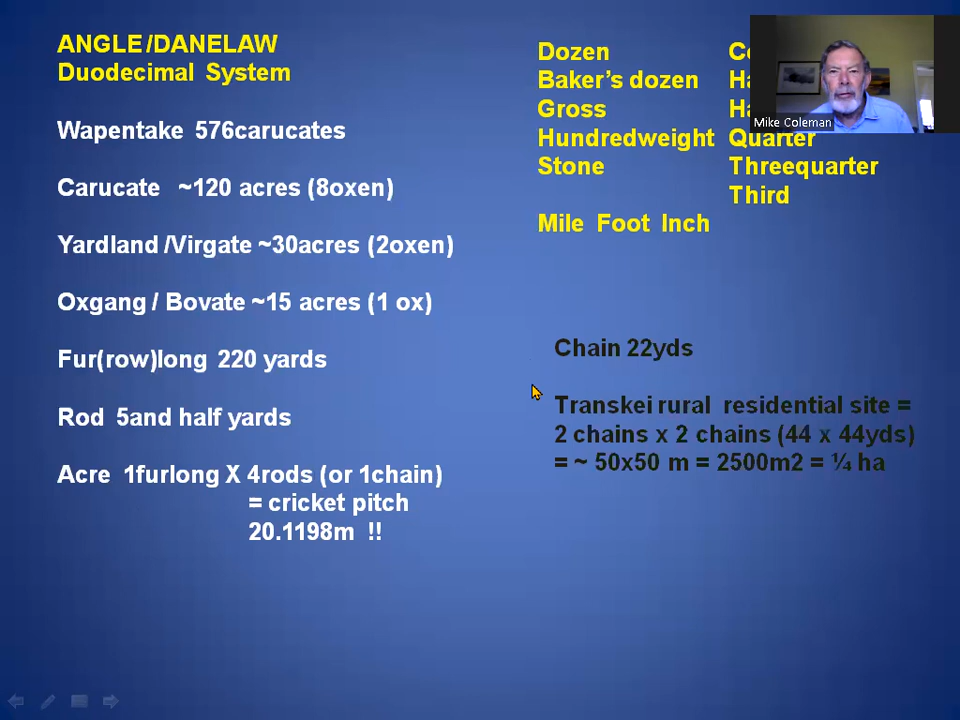 ANGLE/DANELAW
Duodecimal System
Wapentake 576carucates
Carucate ~120 acres (8oxen)
Yardland /Virgate ~30acres (2oxen)
Oxgang / Bovate ~15 acres (1 ox)
Fur(row)long 220 yards
Rod 5and half yards
Acre 1furlong X 4rods (or 1chain)
= cricket pitch
20.1198m !!
Dozen
Baker's dozen
Gross
Hundredweight
Stone
Mile Foot Inch
Quarter
Threequarter
Third
Mike Coleman
Chain 22yds
Transkei rural residential site =
2 chains x 2 chains (44 x 44yds)
= ~ 50x50 m = 2500m2 = ¼ ha